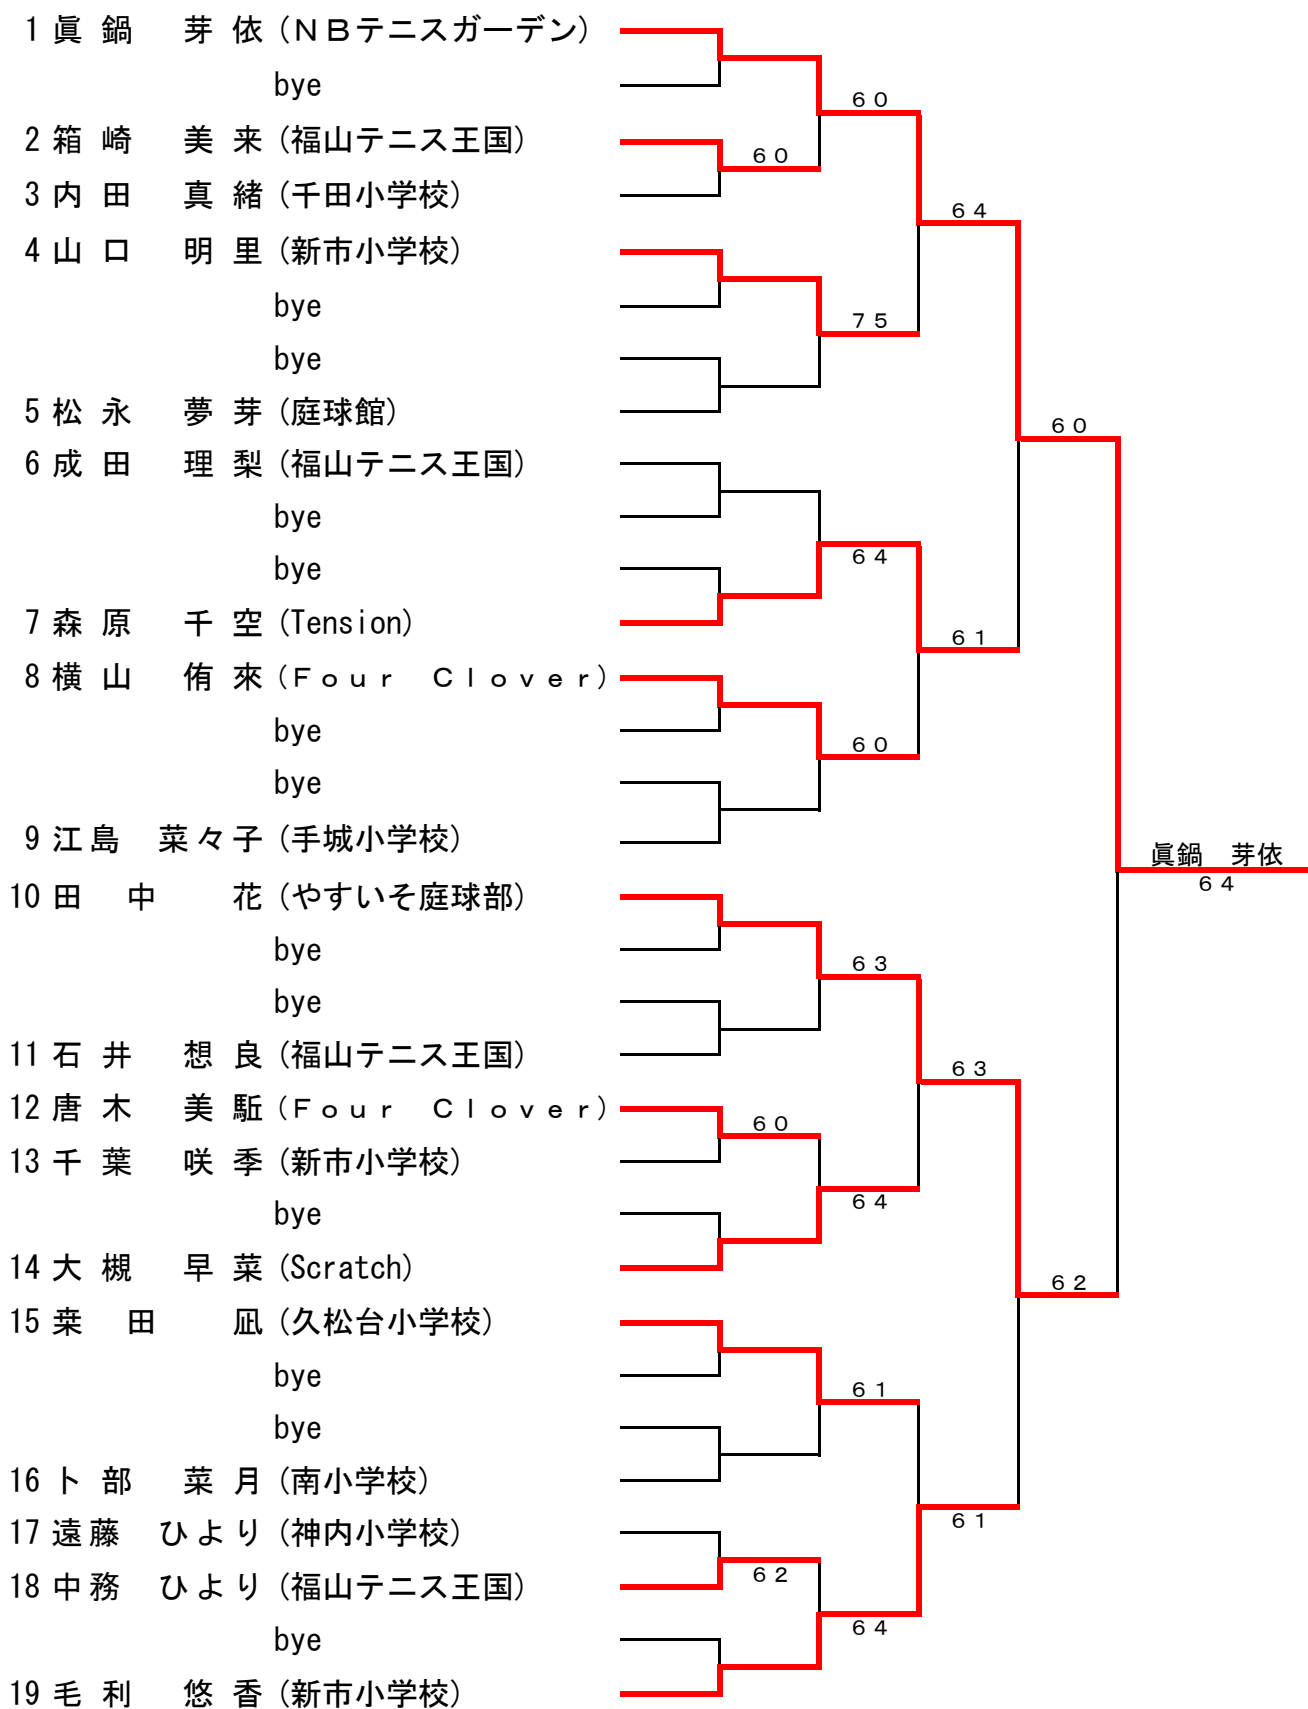 1 眞鍋 芽依 (ＮＢテニスガーデン)
bye
2 箱崎 美来 (福山テニス王国)
3 内田 真緒 (千田小学校)
4 山口 明里 (新市小学校)
bye
bye
5 松永 夢芽 (庭球館)
6 成田 理梨 (福山テニス王国)
bye
bye
7 森原 千空 (Tension)
8 横山 侑來 (Ｆｏｕｒ Ｃｌｏｖｅｒ)
bye
bye
9 江島 菜々子 (手城小学校)
10 田中 花 (やすいそ庭球部)
bye
bye
11 石井 想良 (福山テニス王国)
12 唐木 美 (Ｆｏｕｒ Ｃｌｏｖｅｒ)
13 千葉 咲季 (新市小学校)
bye
14 大槻 早菜 (Scratch)
15 桒田 凪 (久松台小学校)
bye
bye
16 卜部 菜月 (南小学校)
17 遠藤 ひより (神内小学校)
18 中務 ひより (福山テニス王国)
bye
19 毛利 悠香 (新市小学校)
６０
６０
６４
７５
６０
６４
６１
６０
眞鍋 芽依
６４
６３
６３
６０
６４
６２
６１
６１
６２
６４